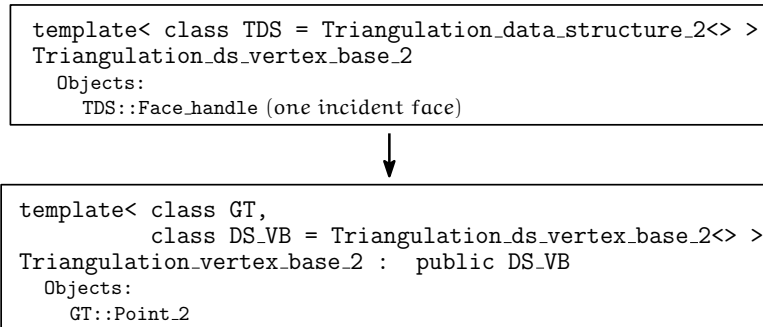 template< class TDS = Triangulation_data_structure_2<> >
Triangulation_ds_vertex_base_2
Objects:
TDS::Face_handle (one incident face)
template< class GT,
class DS_VB = Triangulation_ds_vertex_base_2<> >
Triangulation_vertex_base_2 : public DS_VB
Objects:
GT::Point_2